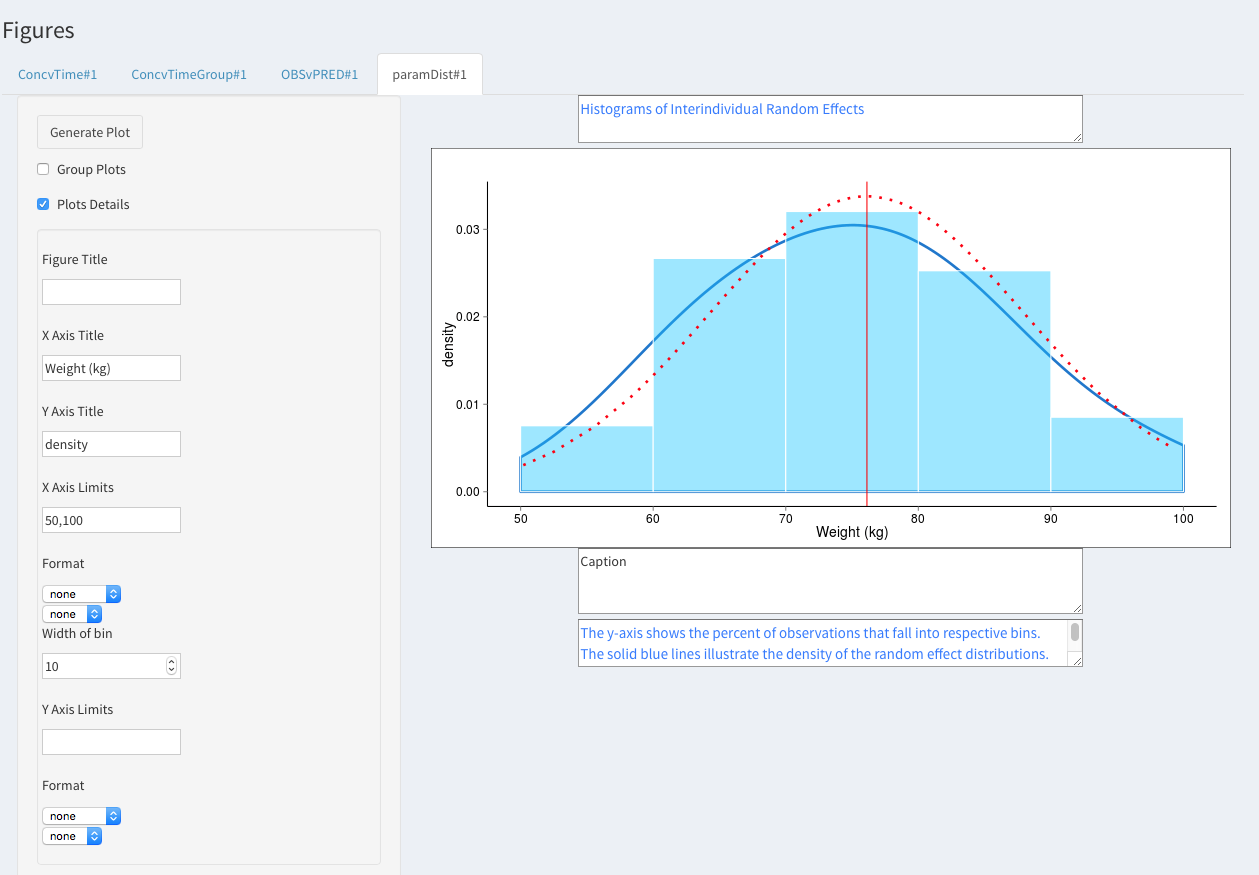 Figures
ConcvTime#1 ConcvTimeGroup#1 OBSvPRED#1 paramDist#1
Generate Plot
Group Plots
Plots Details
Figure Title
X Axis Title
Weight (kg)
Y Axis Title
density
X Axis Limits
50,100
Format
none
none
Width of bin
10
Y Axis Limits
Format
none
none
Histograms of Interindividual Random Effects
density
0.03
0.02
0.01
0.00
50 60 70 80 90 100
Weight (kg)
Caption
The y-axis shows the percent of observations that fall into respective bins.
The solid blue lines illustrate the density of the random effect distributions.